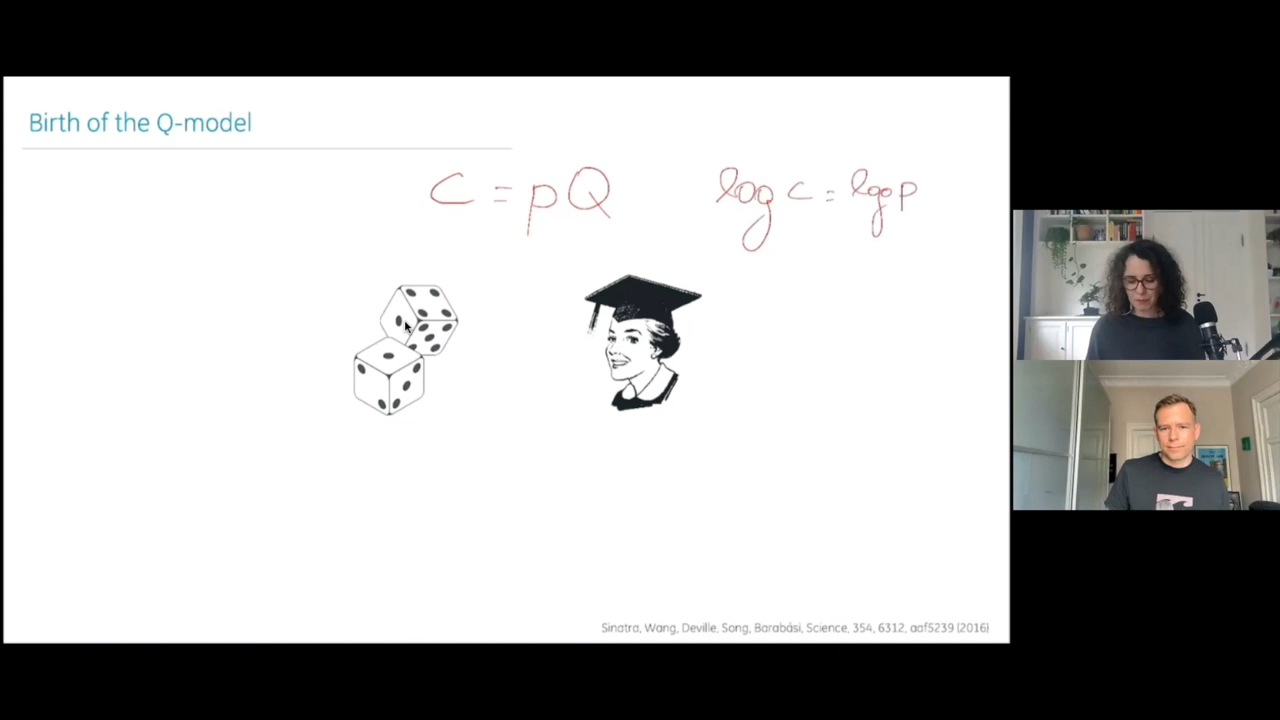 Birth of the Q-model
C = pQ log c = log p
Sinatra, Wang, Deville, Song, Barabási, Science, 354, 6312, aaf5239 (2016)